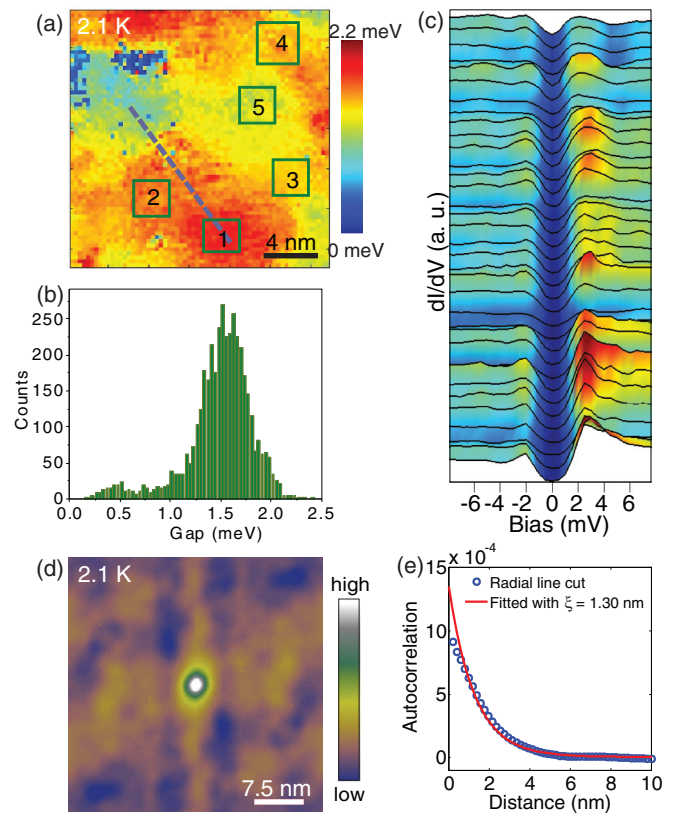 (a)
2.1 K
4
5
3
2
1
4 nm
2.2 meV
0 meV
(b)
Counts
250
200
150
100
50
0
0.0 0.5 1.0 1.5 2.0 2.5
Gap (meV)
(c)
dI/dV (a. u.)
-6 -4 -2 0 2 4 6
Bias (mV)
(d)
2.1 K
7.5 nm
high
low
(e)
x 10-4
15
10
5
0
Autocorrelation
Radial line cut
Fitted with ξ = 1.30 nm
0 2 4 6 8 10
Distance (nm)